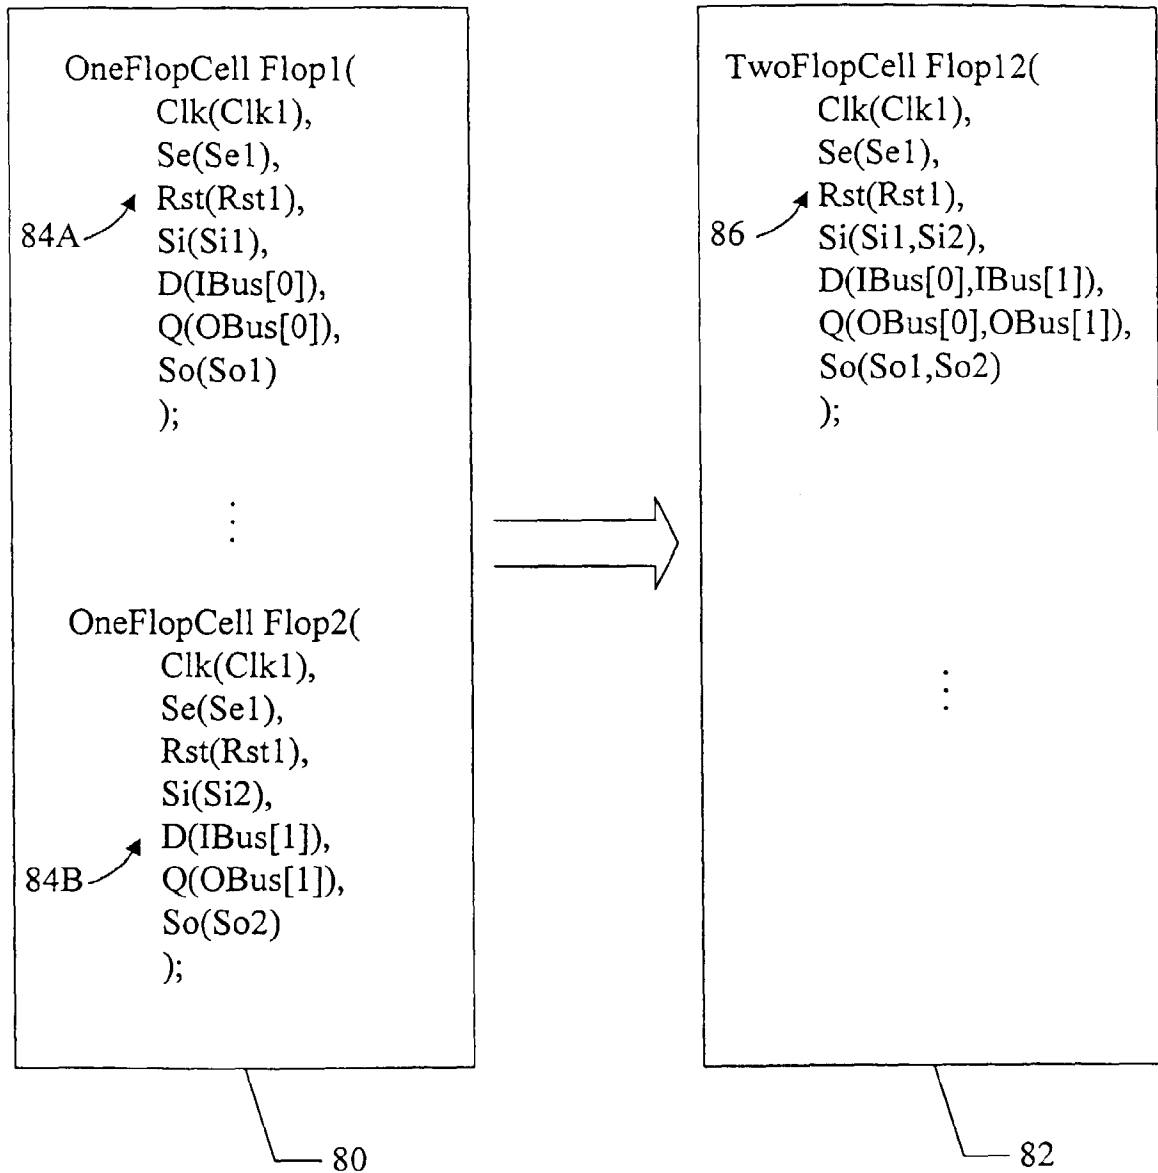 OneFlopCell Flop1(
Clk(Clk1),
Se(Se1),
Rst(Rst1),
84A
Si(Si1),
D(IBus[0]),
Q(OBus[0]),
So(So1)
);
OneFlopCell Flop2(
Clk(Clk1),
Se(Se1),
Rst(Rst1),
Si(Si2),
D(IBus[1]),
84B
Q(OBus[1]),
So(So2)
);
80
TwoFlopCell Flop12(
Clk(Clk1),
Se(Se1),
Rst(Rst1),
86
Si(Si1,Si2),
D(IBus[0],IBus[1]),
Q(OBus[0],OBus[1]),
So(So1,So2)
);
82